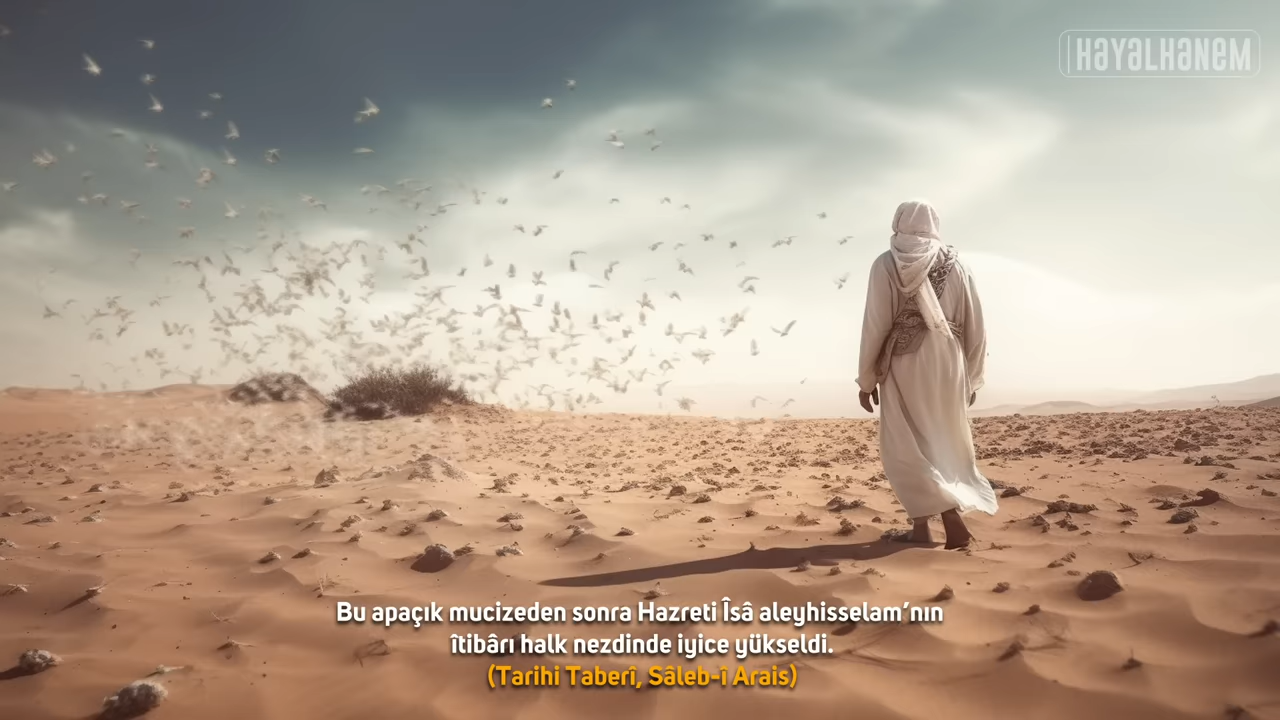 HAYALHANEM
Bu apaçık mucizeden sonra Hazreti Îsâ aleyhisselam’nın
îtibârı halk nezdinde iyice yükseldi.
(Tarihi Taberî, Sâleb-î Arais)